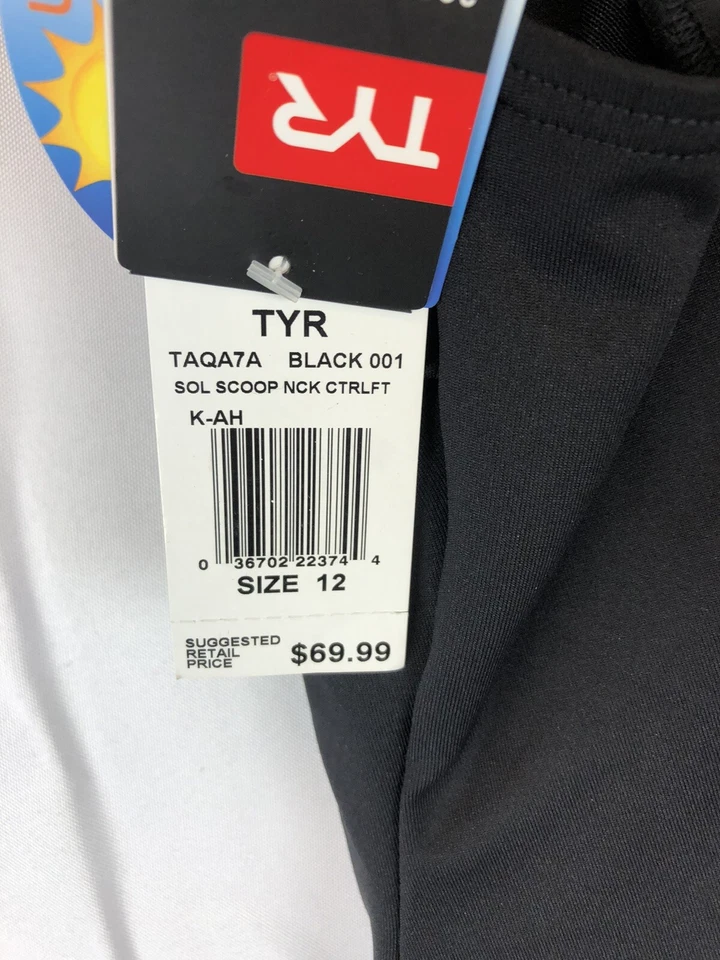 TYR
TYR
TAQA7A BLACK 001
SOL SCOOP NCK CTRLFT
K-AH
0 36702 22374 4
SIZE 12
SUGGESTED
RETAIL
PRICE
$69.99